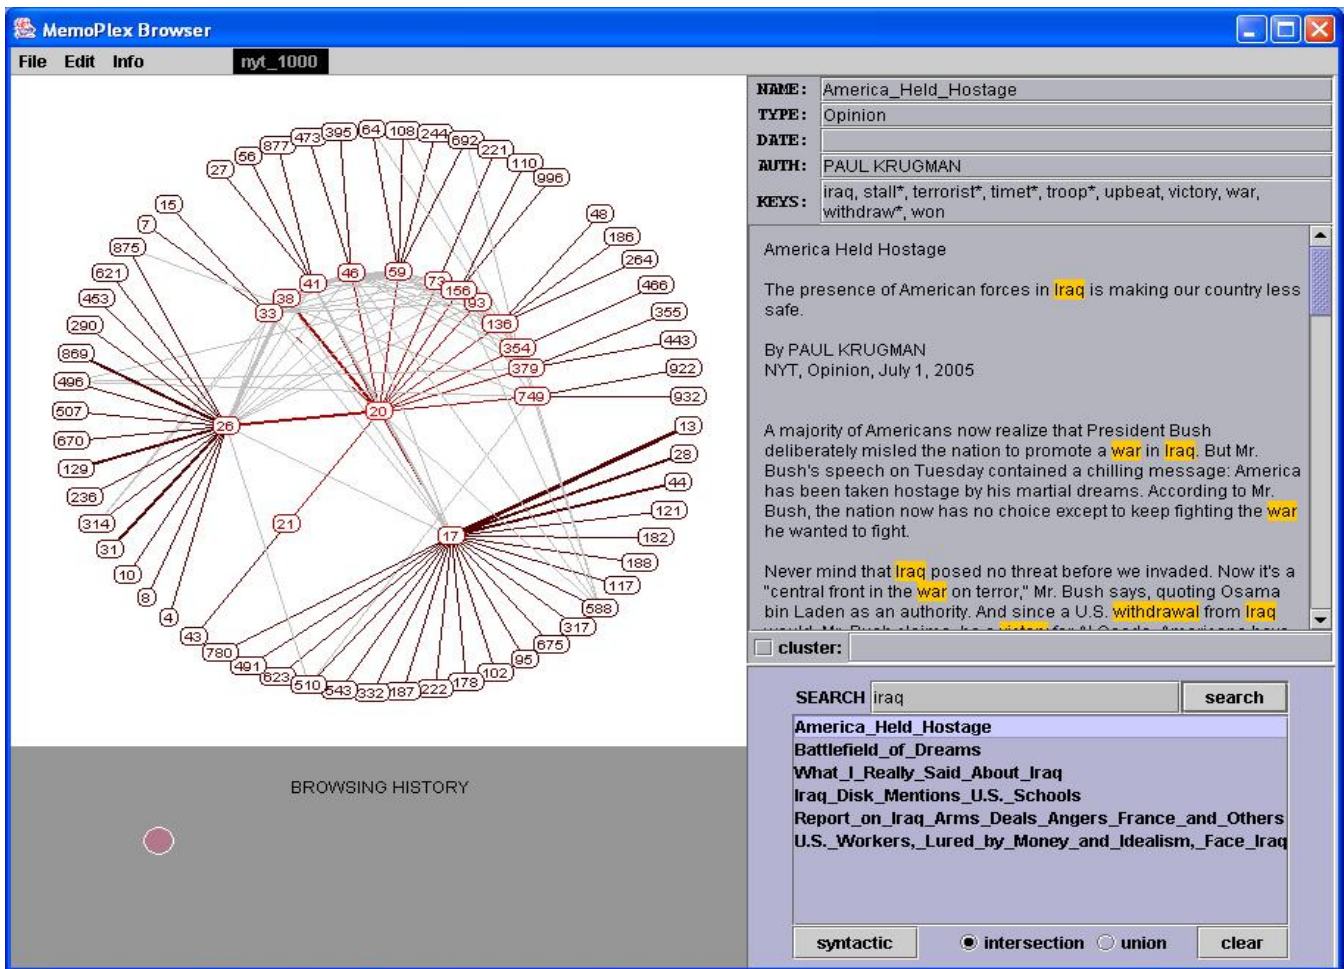 MemoPlex Browser
File Edit Info nyt_1000
NAME: America_Held_Hostage
TYPE: Opinion
DATE:
AUTH: PAUL KRUGMAN
KEYS: iraq, stall*, terrorist*, timet*, troop*, upbeat, victory, war,
withdraw*, won
America Held Hostage
The presence of American forces in Iraq is making our country less
safe.
By PAUL KRUGMAN
NYT, Opinion, July 1, 2005
A majority of Americans now realize that President Bush
deliberately misled the nation to promote a war in Iraq. But Mr.
Bush's speech on Tuesday contained a chilling message: America
has been taken hostage by his martial dreams. According to Mr.
Bush, the nation now has no choice except to keep fighting the war
he wanted to fight.
Never mind that Iraq posed no threat before we invaded. Now it's a
"central front in the war on terror," Mr. Bush says, quoting Osama
bin Laden as an authority. And since a U.S. withdrawal from Iraq
cluster:
SEARCH iraq search
America_Held_Hostage
Battlefield_of_Dreams
What_I_Really_Said_About_Iraq
Iraq_Disk_Mentions_U.S._Schools
Report_on_Iraq_Arms_Deals_Angers_France_and_Others
U.S._Workers,_Lured_by_Money_and_Idealism,_Face_Iraq
syntactic intersection union clear
27
56
877
473
395
64
108
244
692
221
110
996
48
186
264
466
355
443
922
932
13
28
44
121
182
188
117
588
317
675
95
102
178
222
187
332
543
510
623
491
780
43
4
8
10
31
314
236
129
670
507
496
869
290
453
621
875
7
15
33
38
41
46
59
73
156
93
136
354
379
749
20
26
21
17
BROWSING HISTORY